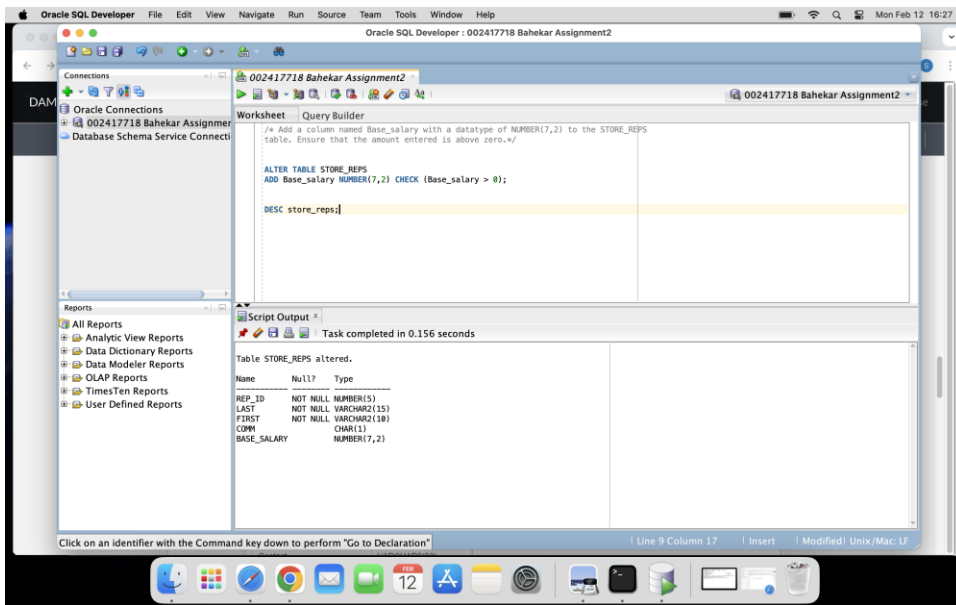 Oracle SQL Developer File Edit View Navigate Run Source Team Tools Window Help Mon Feb 12 16:27
Oracle SQL Developer : 002417718 Bahekar Assignment2
Connections
Oracle Connections
002417718 Bahekar Assignmer
Database Schema Service Connecti
DAM
002417718 Bahekar Assignment2
002417718 Bahekar Assignment2
Worksheet Query Builder
/* Add a column named Base_salary with a datatype of NUMBER(7,2) to the STORE_REPS
table. Ensure that the amount entered is above zero.*/
ALTER TABLE STORE_REPS
ADD Base_salary NUMBER(7,2) CHECK (Base_salary > 0);
DESC store_reps;
Reports
All Reports
Analytic View Reports
Data Dictionary Reports
Data Modeler Reports
OLAP Reports
TimesTen Reports
User Defined Reports
Script Output
Task completed in 0.156 seconds
Table STORE_REPS altered.
Name Null? Type
----------- -------- ------------
REP_ID NOT NULL NUMBER(5)
LAST NOT NULL VARCHAR2(15)
FIRST NOT NULL VARCHAR2(10)
COMM CHAR(1)
BASE_SALARY NUMBER(7,2)
Click on an identifier with the Command key down to perform "Go to Declaration"
Line 9 Column 17 Insert Modified Unix/Mac: LF
FEB
12